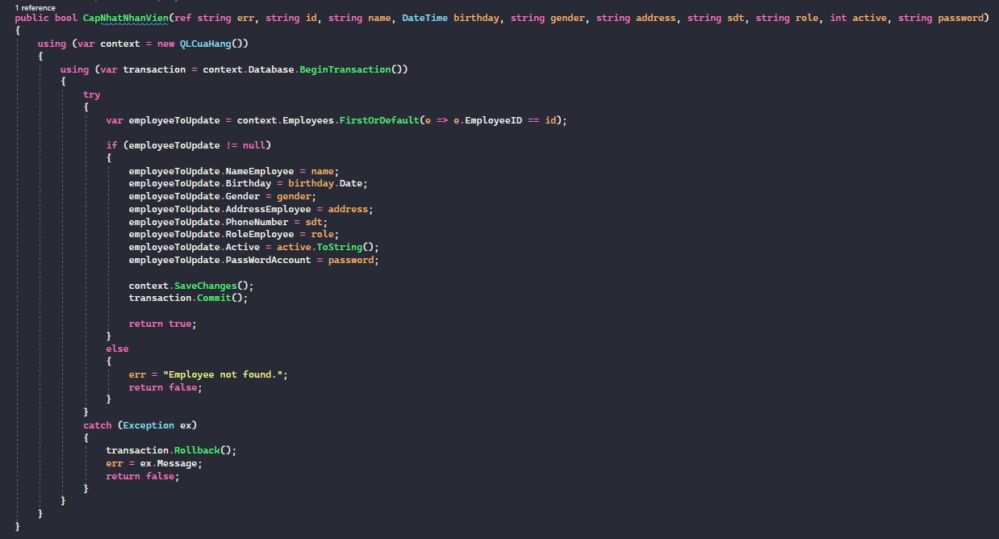 1 reference
public bool CapNhatNhanVien(ref string err, string id, string name, DateTime birthday, string gender, string address, string sdt, string role, int active, string password)
{
    using (var context = new QLCuaHang())
    {
        using (var transaction = context.Database.BeginTransaction())
        {
            try
            {
                var employeeToUpdate = context.Employees.FirstOrDefault(e => e.EmployeeID == id);

                if (employeeToUpdate != null)
                {
                    employeeToUpdate.NameEmployee = name;
                    employeeToUpdate.Birthday = birthday.Date;
                    employeeToUpdate.Gender = gender;
                    employeeToUpdate.AddressEmployee = address;
                    employeeToUpdate.PhoneNumber = sdt;
                    employeeToUpdate.RoleEmployee = role;
                    employeeToUpdate.Active = active.ToString();
                    employeeToUpdate.PassWordAccount = password;

                    context.SaveChanges();
                    transaction.Commit();

                    return true;
                }
                else
                {
                    err = "Employee not found.";
                    return false;
                }
            }
            catch (Exception ex)
            {
                transaction.Rollback();
                err = ex.Message;
                return false;
            }
        }
    }
}